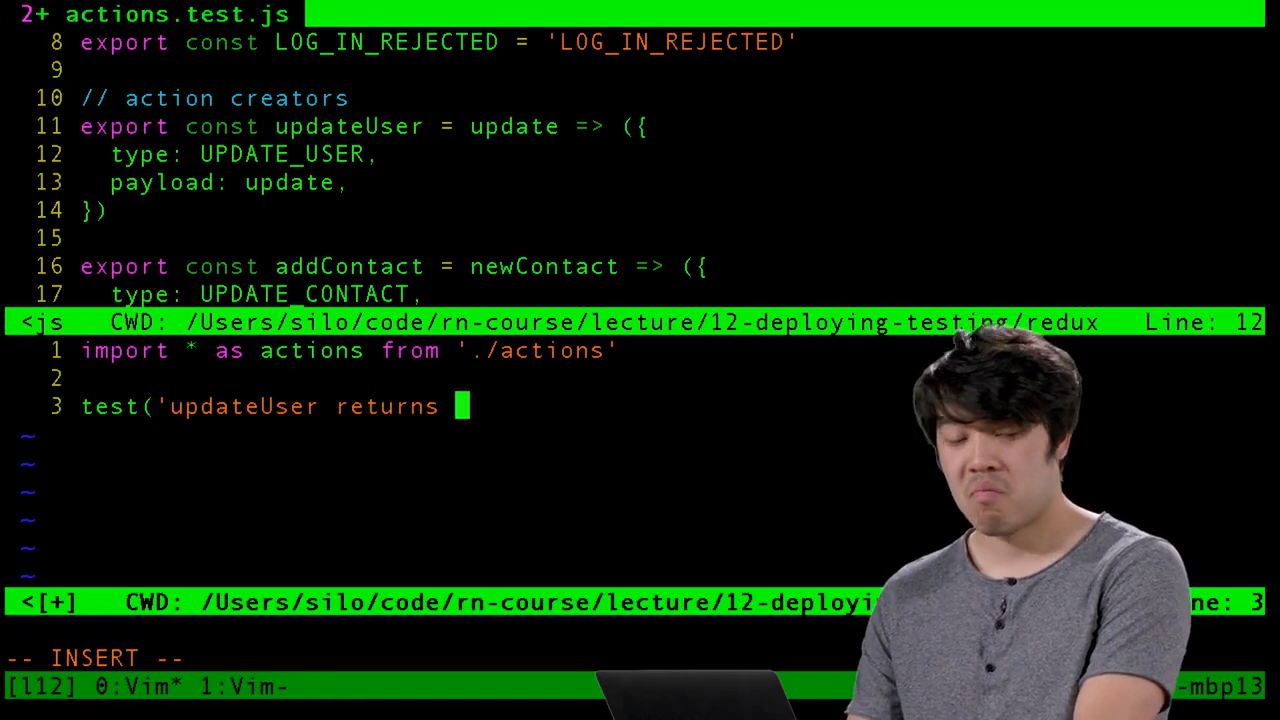 2+ actions.test.js
8 export const LOG_IN_REJECTED = 'LOG_IN_REJECTED'
9
10 // action creators
11 export const updateUser = update => ({
12   type: UPDATE_USER,
13   payload: update,
14 })
15
16 export const addContact = newContact => ({
17   type: UPDATE_CONTACT,
<js   CWD: /Users/silo/code/rn-course/lecture/12-deploying-testing/redux   Line: 12
1 import * as actions from './actions'
2
3 test('updateUser returns
~
~
~
~
~
~
<[+]   CWD: /Users/silo/code/rn-course/lecture/12-deployi ne: 3
-- INSERT --
[l12] 0:Vim* 1:Vim- -mbp13